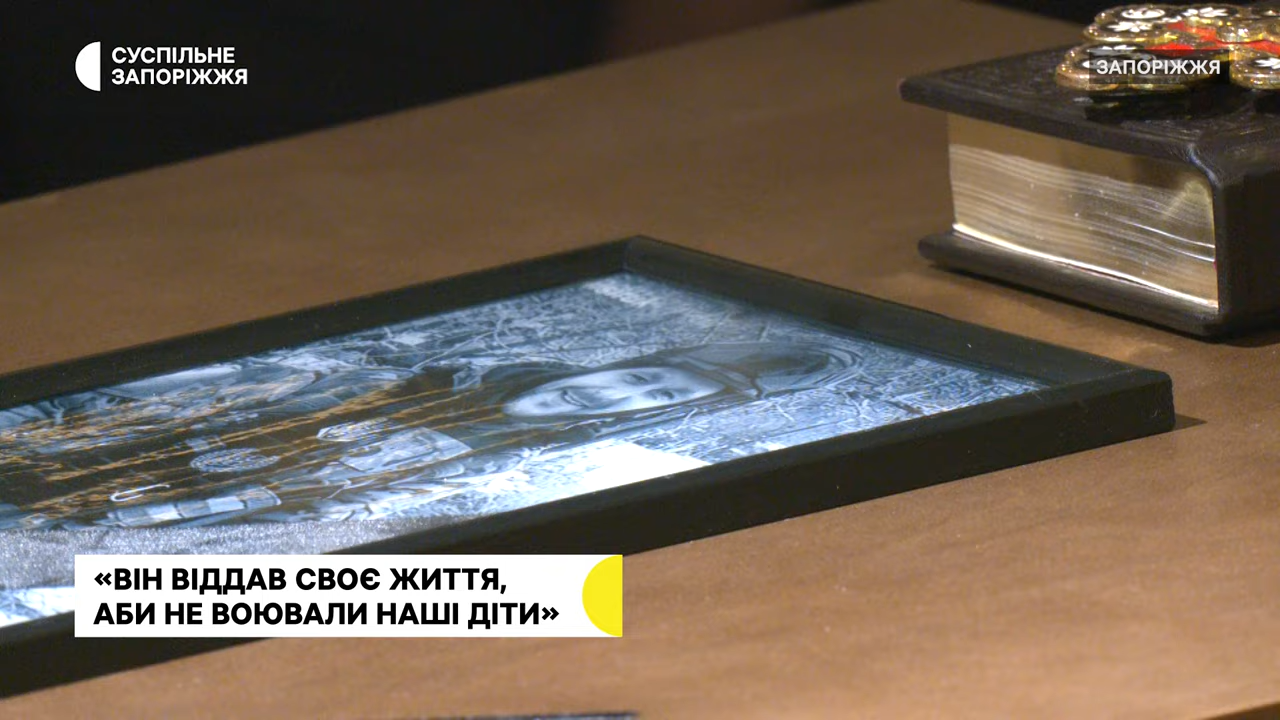 СУСПІЛЬНЕ
ЗАПОРІЖЖЯ
ЗАПОРІЖЖЯ
«ВІН ВІДДАВ СВОЄ ЖИТТЯ,
АБИ НЕ ВОЮВАЛИ НАШІ ДІТИ»